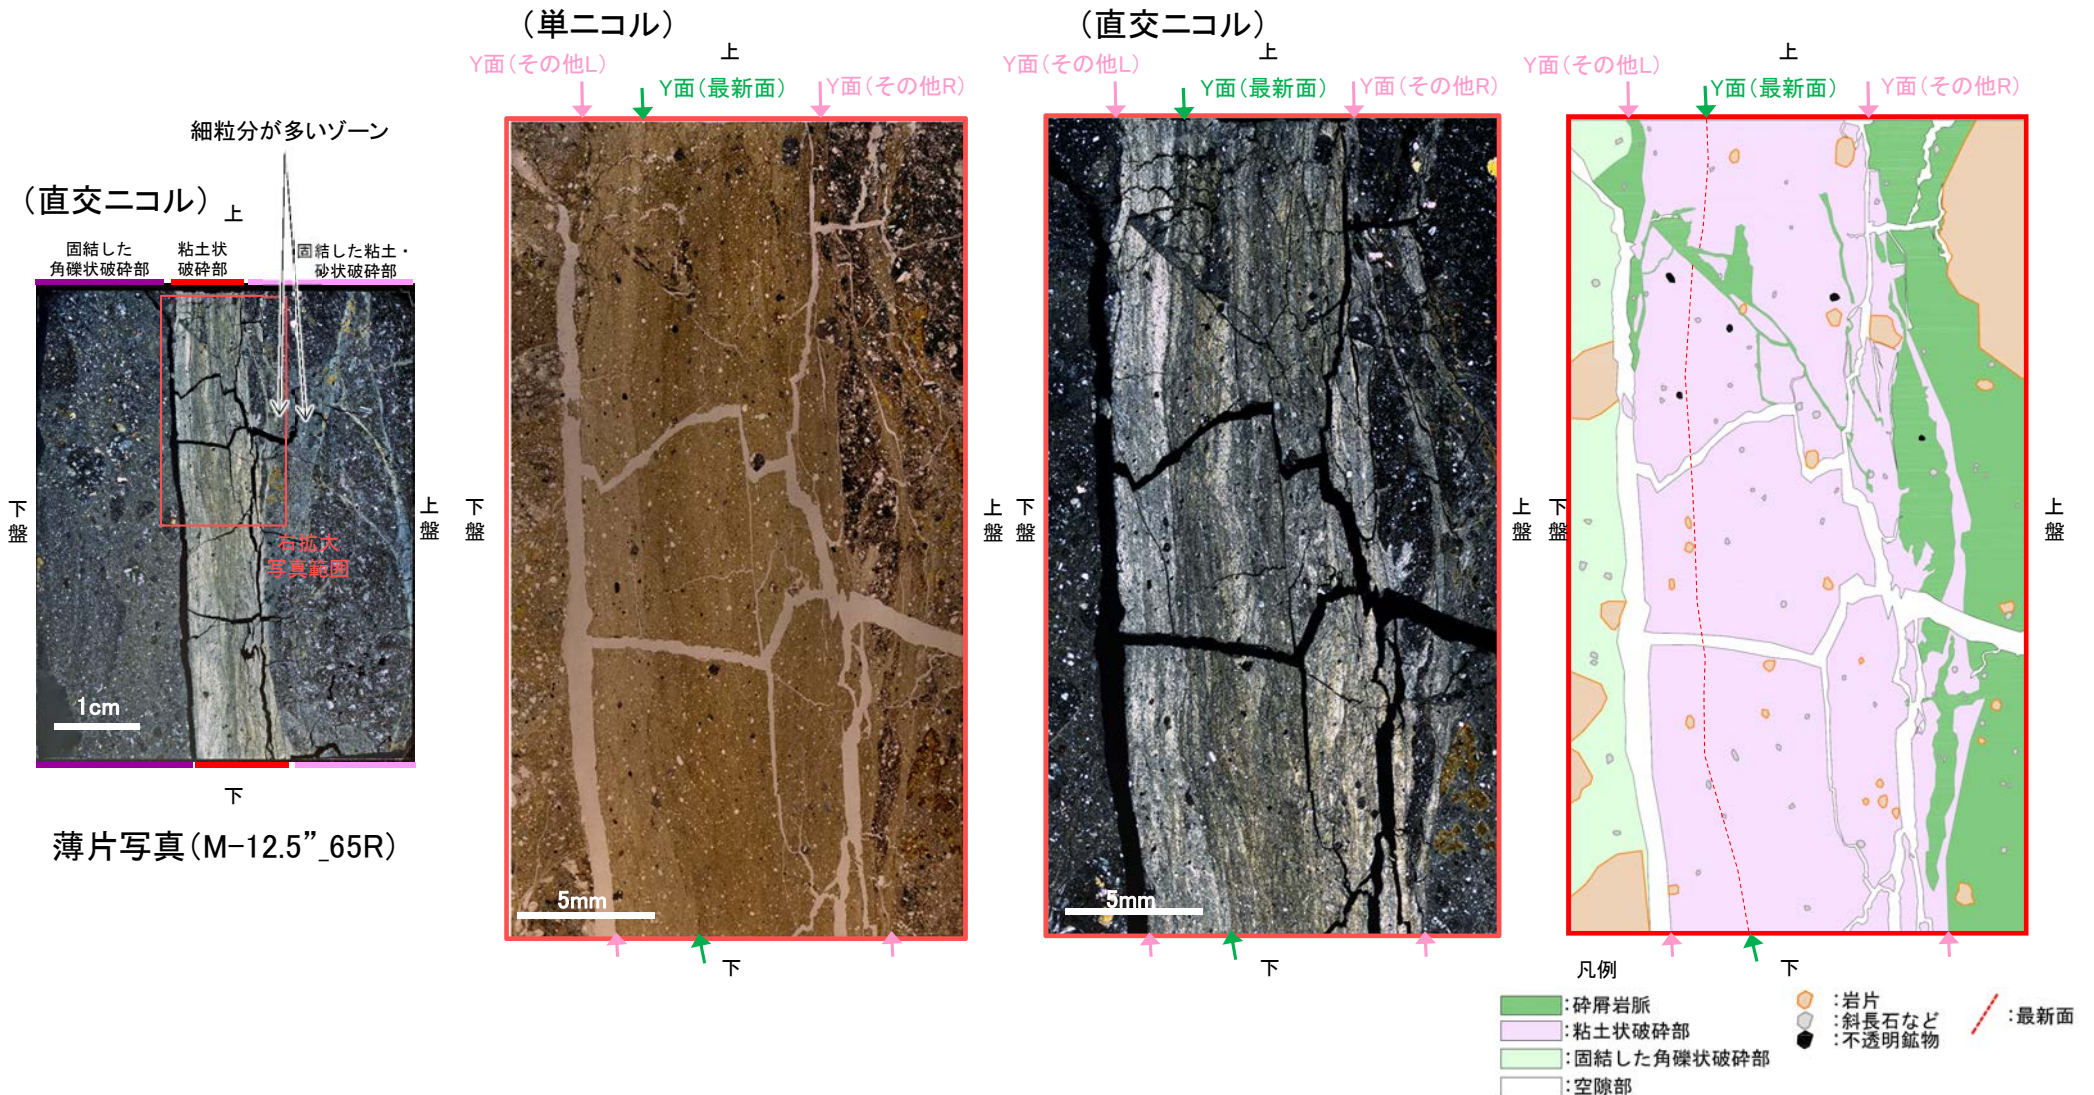 細粒分が多いゾーン
(直交ニコル)
上
固結した
角礫状破砕部
粘土状
破砕部
固結した粘土・
砂状破砕部
下
盤
上
盤
右拡大
写真範囲
1cm
下
薄片写真(M-12.5”_65R)
(単ニコル)
上
Y面(その他L)
Y面(最新面)
Y面(その他R)
下
盤
上
盤
5mm
下
(直交ニコル)
上
Y面(その他L)
Y面(最新面)
Y面(その他R)
下
盤
上
盤
5mm
下
上
Y面(その他L)
Y面(最新面)
Y面(その他R)
下
盤
上
盤
下
凡例
:砕屑岩脈
:粘土状破砕部
:固結した角礫状破砕部
:空隙部
:岩片
:斜長石など
:不透明鉱物
:最新面